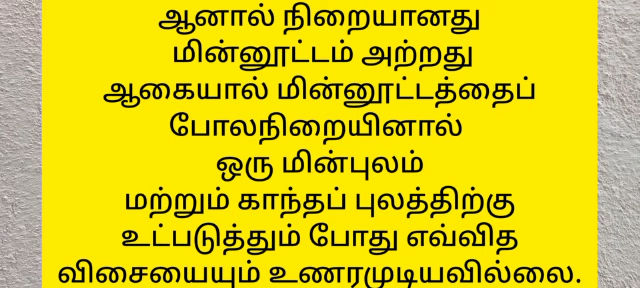 ஆனால் நிறையானது
மின்னூட்டம் அற்றது
ஆகையால் மின்னூட்டத்தைப்
போலநிறையினால்
ஒரு மின்புலம்
மற்றும் காந்தப் புலத்திற்கு
உட்படுத்தும் போது எவ்வித
விசையையும் உணரமுடியவில்லை.